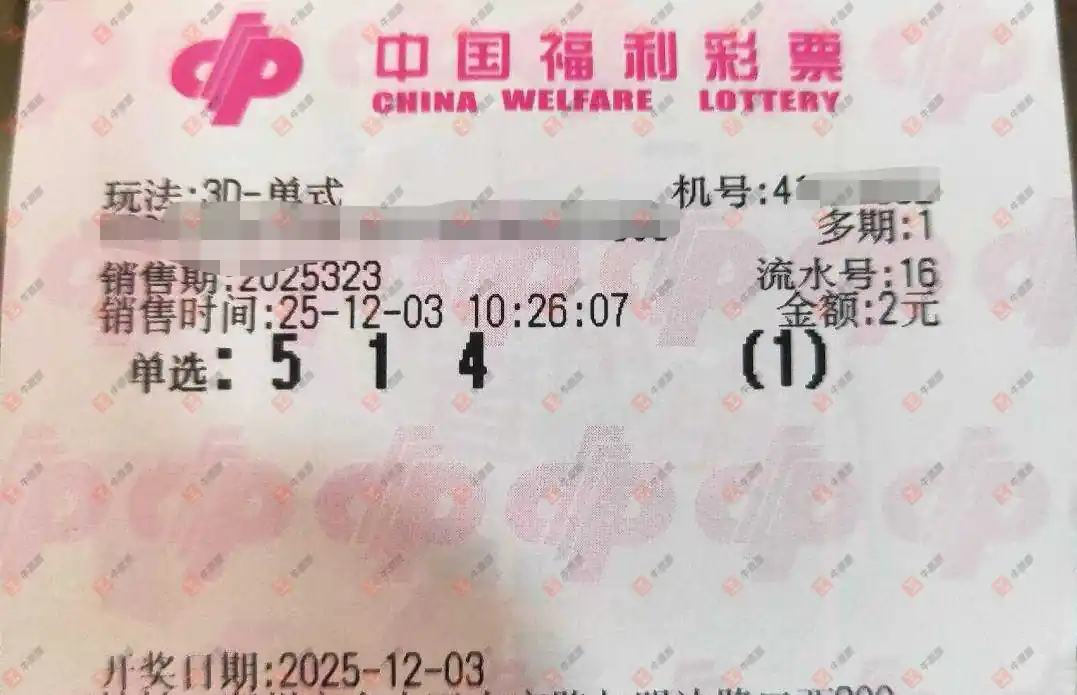 中国福利彩票
CHINA WELFARE LOTTERY
玩法:3D-单式 机号:4
多期:1
销售期:2025323 流水号:16
销售时间:25-12-03 10:26:07 金额:2元
单选: 5 1 4 (1)
开奖日期:2025-12-03